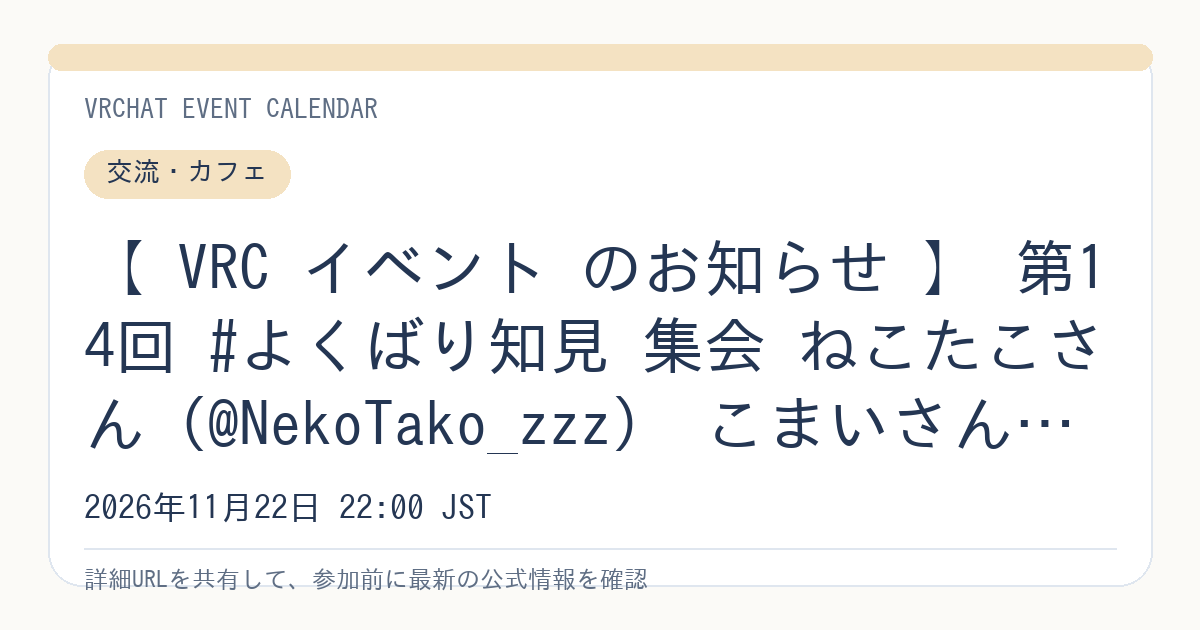 VRCHAT EVENT CALENDAR
交流・カフェ
【 VRC イベント のお知らせ 】 第1
4回 #よくばり知見 集会 ねこたこさ
ん (@NekoTako_zzz) こまいさん…
2026年11月22日 22:00 JST
詳細URLを共有して、参加前に最新の公式情報を確認